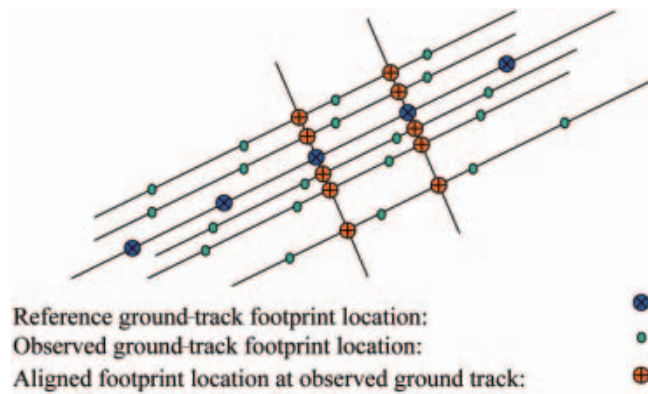 Reference ground-track footprint location:
Observed ground-track footprint location:
Aligned footprint location at observed ground track: